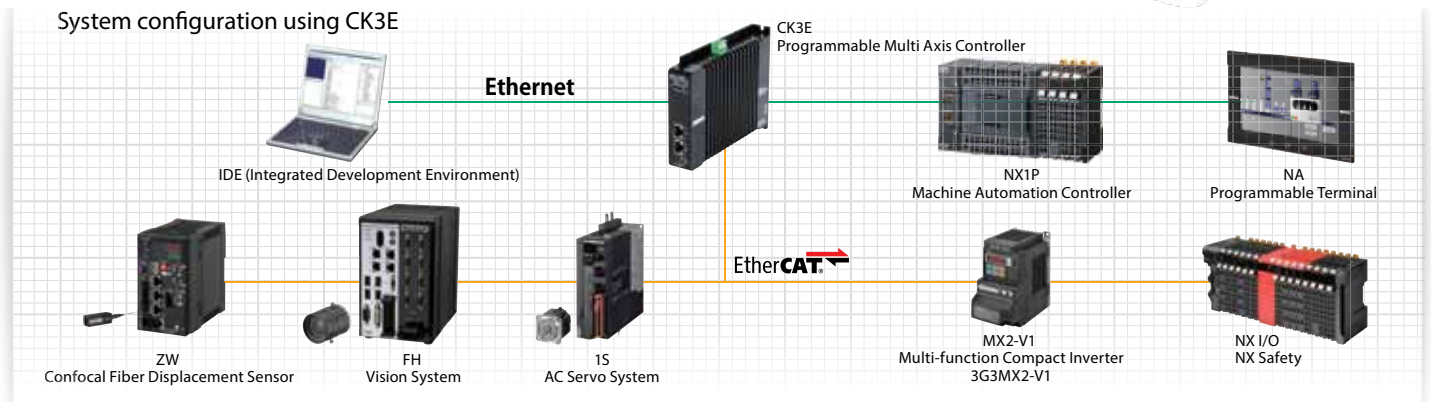 System configuration using CK3E
CK3E
Programmable Multi Axis Controller
Ethernet
IDE (Integrated Development Environment)
NX1P
Machine Automation Controller
NA
Programmable Terminal
EtherCAT®
ZW
Confocal Fiber Displacement Sensor
FH
Vision System
1S
AC Servo System
MX2-V1
Multi-function Compact Inverter
3G3MX2-V1
NX I/O
NX Safety